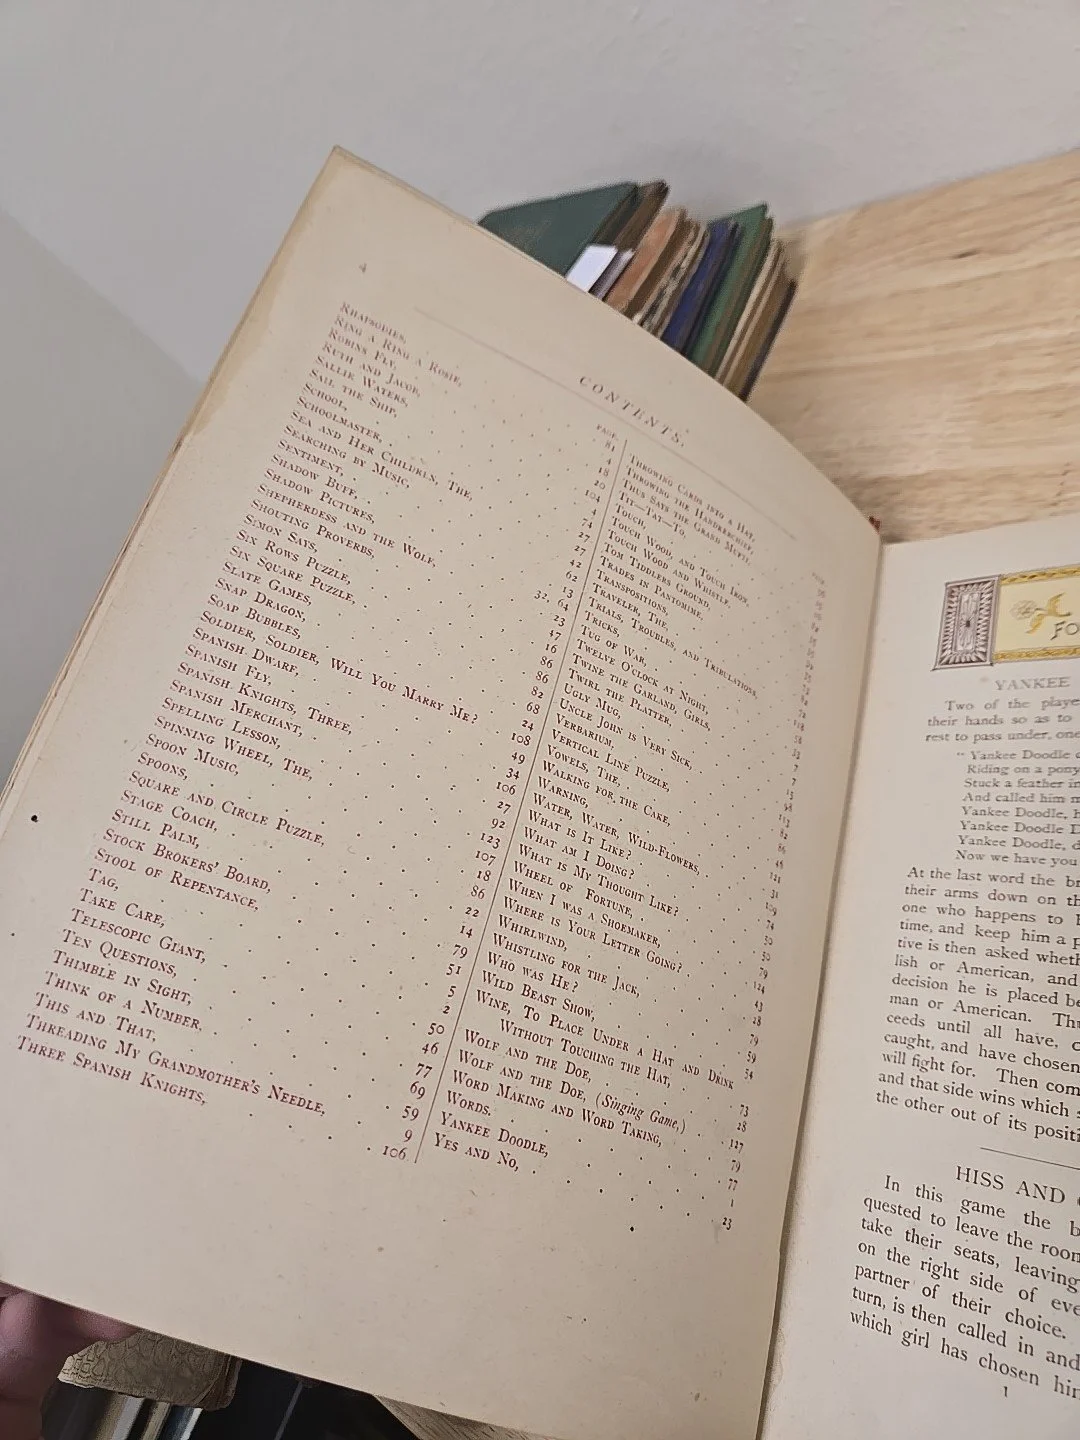 4
CONTENTS.
PAGE
Rhapsodies,
Ring a Ring a Rosie,
Robins Fly,
Ruth and Jacob,
Sallie Waters,
Sail the Ship,
School,
Schoolmaster,
Sea and Her Children, The,
Searching by Music,
Sentiment,
Shadow Buff,
Shadow Pictures,
Shepherdess and the Wolf,
Shouting Proverbs,
Simon Says,
Six Rows Puzzle,
Six Square Puzzle,
Slate Games,
Snap Dragon,
Soap Bubbles,
Soldier, Soldier, Will You Marry Me?
Spanish Dwarf,
Spanish Fly,
Spanish Knights, Three,
Spanish Merchant,
Spelling Lesson,
Spinning Wheel, The,
Spoon Music,
Spoons,
Square and Circle Puzzle,
Stage Coach,
Still Palm,
Stock Brokers' Board,
Stool of Repentance,
Tag,
Take Care,
Telescopic Giant,
Ten Questions,
Thimble in Sight,
Think of a Number,
This and That,
Threading My Grandmother's Needle, 9
Three Spanish Knights, 106
Throwing Cards into a Hat,
Throwing the Handkerchief,
Thus Says the Grand Mufti,
Tit—Tat—To,
Touch,
Touch Wood, and Touch Iron,
Touch Wood and Whistle,
Tom Tiddlers Ground,
Trades in Pantomine,
Transpositions,
Traveler, The,
Trials, Troubles, and Tribulations,
Tricks,
Tug of War,
Twelve O'clock at Night,
Twine the Garland, Girls,
Twirl the Platter,
Ugly Mug,
Uncle John is Very Sick,
Verbarium,
Vertical Line Puzzle,
Vowels, The,
Walking for the Cake,
Warning,
Water, Water, Wild-Flowers,
What is It Like?
What am I Doing?
What is My Thought Like?
Wheel of Fortune,
When I was a Shoemaker,
Where is Your Letter Going?
Whirlwind,
Whistling for the Jack,
Who was He?
Wild Beast Show,
Wine, To Place Under a Hat and Drink
Without Touching the Hat, 73
Wolf and the Doe, 28
Wolf and the Doe, (Singing Game,) 127
Word Making and Word Taking, 79
Words, 77
Yankee Doodle, 1
Yes and No, 23
FO
YANKEE
Two of the playe
their hands so as to
rest to pass under, one
" Yankee Doodle c
Riding on a pony
Stuck a feather in
And called him m
Yankee Doodle, h
Yankee Doodle D
Yankee Doodle, d
Now we have you
At the last word the br
their arms down on th
one who happens to b
time, and keep him a p
tive is then asked wheth
lish or American, and
decision he is placed be
man or American. Thu
ceeds until all have, c
caught, and have chosen
will fight for. Then com
and that side wins which
the other out of its positi
HISS AND
In this game the b
quested to leave the room
take their seats, leaving
on the right side of eve
partner of their choice.
turn, is then called in and
which girl has chosen him
1